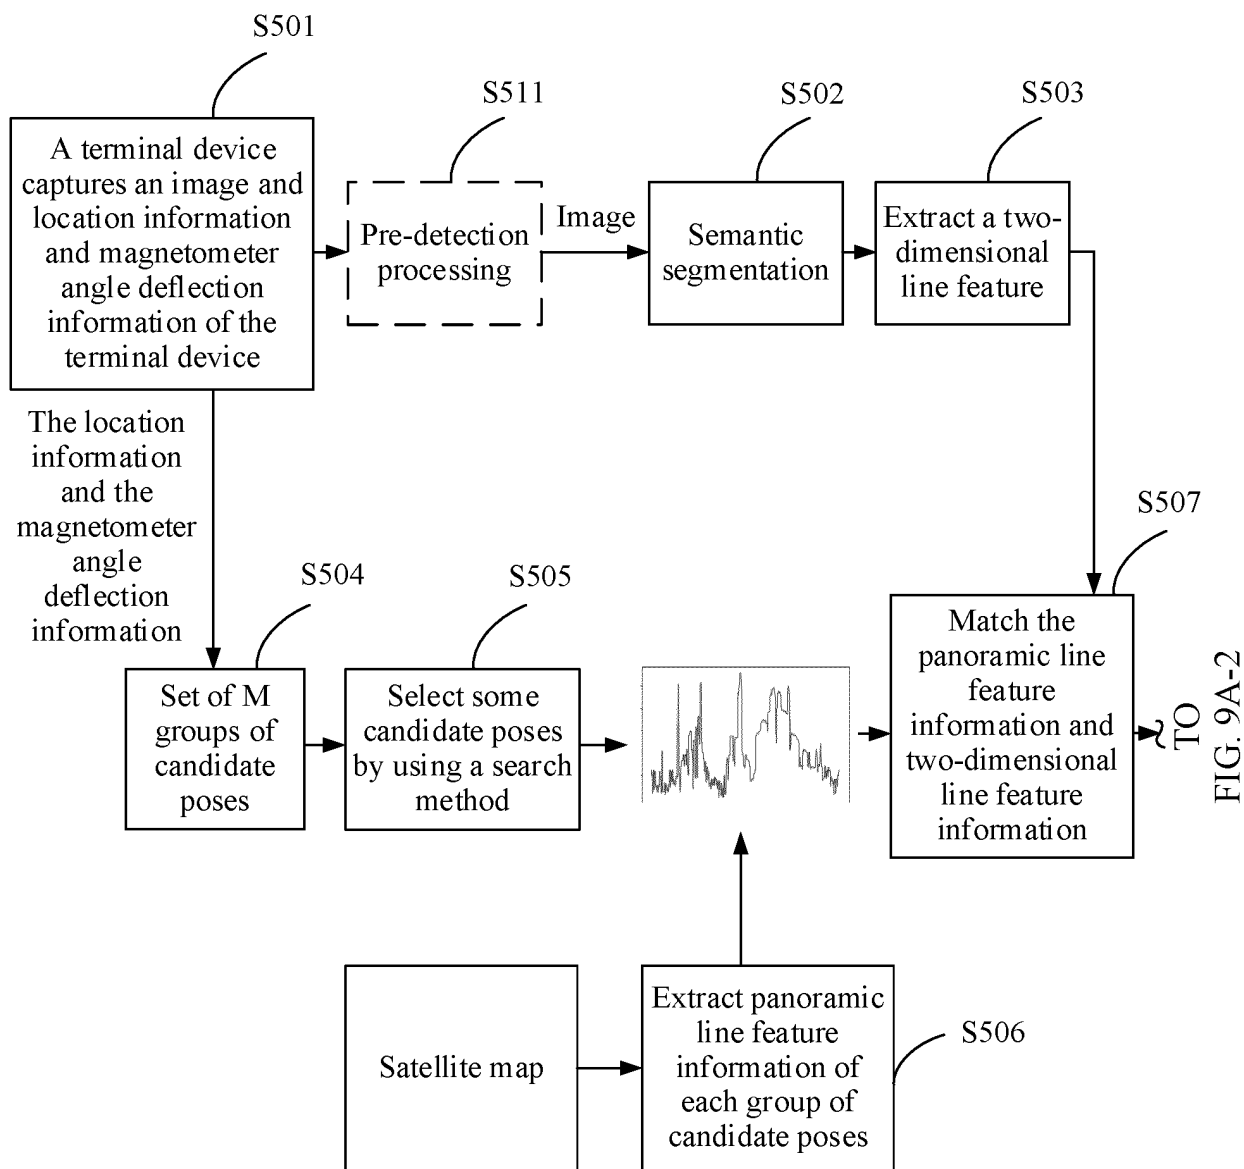 S501
S511
S502
S503
A terminal device
captures an image and
location information
and magnetometer
angle deflection
information of the
terminal device
Pre-detection
processing
Image
Semantic
segmentation
Extract a two-
dimensional
line feature
The location
information
and the
magnetometer
angle
deflection
information
S504
S505
S507
Set of M
groups of
candidate
poses
Select some
candidate poses
by using a search
method
Match the
panoramic line
feature
information and
two-dimensional
line feature
information
TO
FIG. 9A-2
Satellite map
Extract panoramic
line feature
information of
each group of
candidate poses
S506